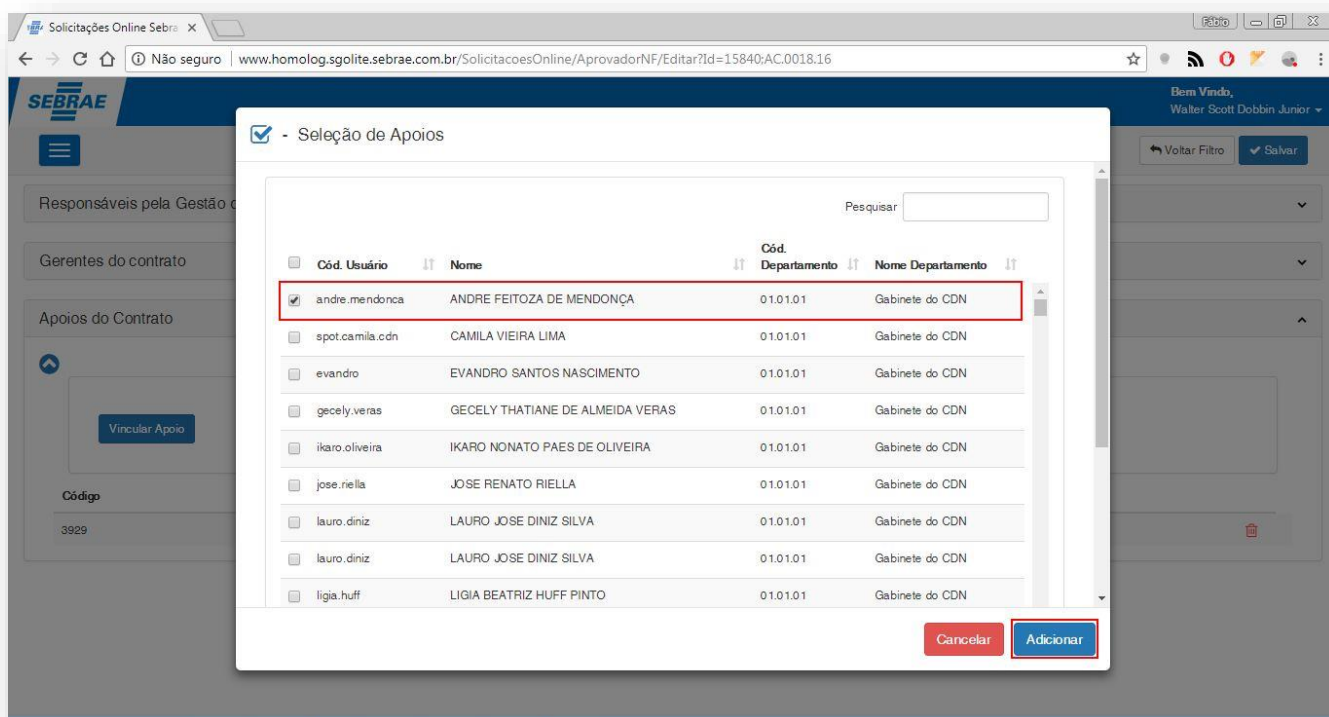 Solicitações Online Sebra
Fábio
Não seguro
www.homolog.sgolite.sebrae.com.br/SolicitacoesOnline/AprovadorNF/Editar?Id=15840;AC.0018.16
SEBRAE
Bem Vindo,
Walter Scott Dobbin Junior
- Seleção de Apoios
Voltar Filtro
Salvar
Responsáveis pela Gestão d
Pesquisar
Gerentes do contrato
Cód. Usuário Nome Cód. Departamento Nome Departamento
andre.mendonca ANDRE FEITOZA DE MENDONÇA 01.01.01 Gabinete do CDN
Apoios do Contrato
spot.camila.cdn CAMILA VIEIRA LIMA 01.01.01 Gabinete do CDN
evandro EVANDRO SANTOS NASCIMENTO 01.01.01 Gabinete do CDN
gecely.veras GECELY THATIANE DE ALMEIDA VERAS 01.01.01 Gabinete do CDN
Vincular Apoio
ikaro.oliveira IKARO NONATO PAES DE OLIVEIRA 01.01.01 Gabinete do CDN
jose.riella JOSE RENATO RIELLA 01.01.01 Gabinete do CDN
Código
lauro.diniz LAURO JOSE DINIZ SILVA 01.01.01 Gabinete do CDN
3929
lauro.diniz LAURO JOSE DINIZ SILVA 01.01.01 Gabinete do CDN
ligia.huff LIGIA BEATRIZ HUFF PINTO 01.01.01 Gabinete do CDN
Cancelar
Adicionar